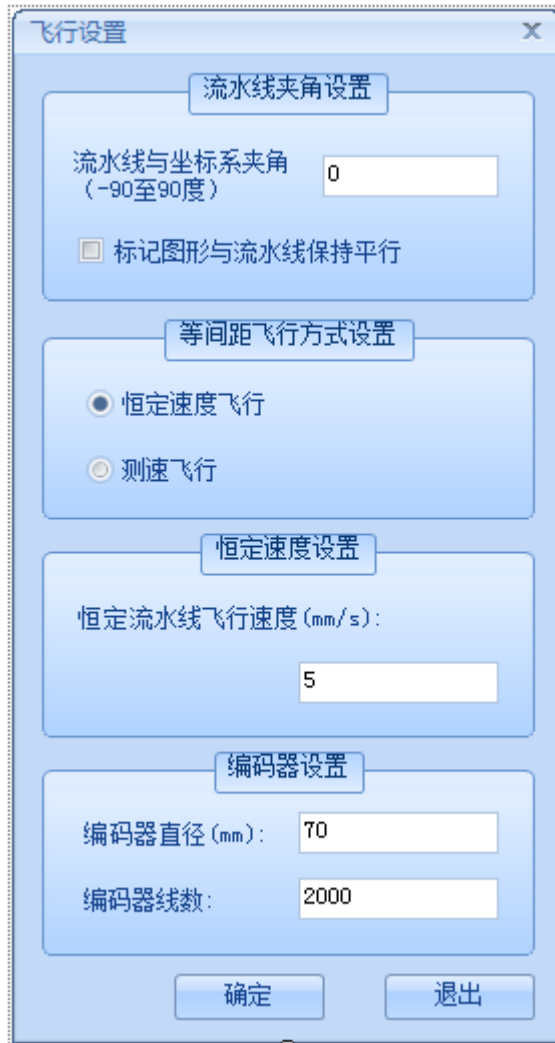 飞行设置
x
流水线夹角设置
流水线与坐标系夹角
（-90至90度）
0
标记图形与流水线保持平行
等间距飞行方式设置
恒定速度飞行
测速飞行
恒定速度设置
恒定流水线飞行速度(mm/s):
5
编码器设置
编码器直径(mm):
70
编码器线数:
2000
确定
退出